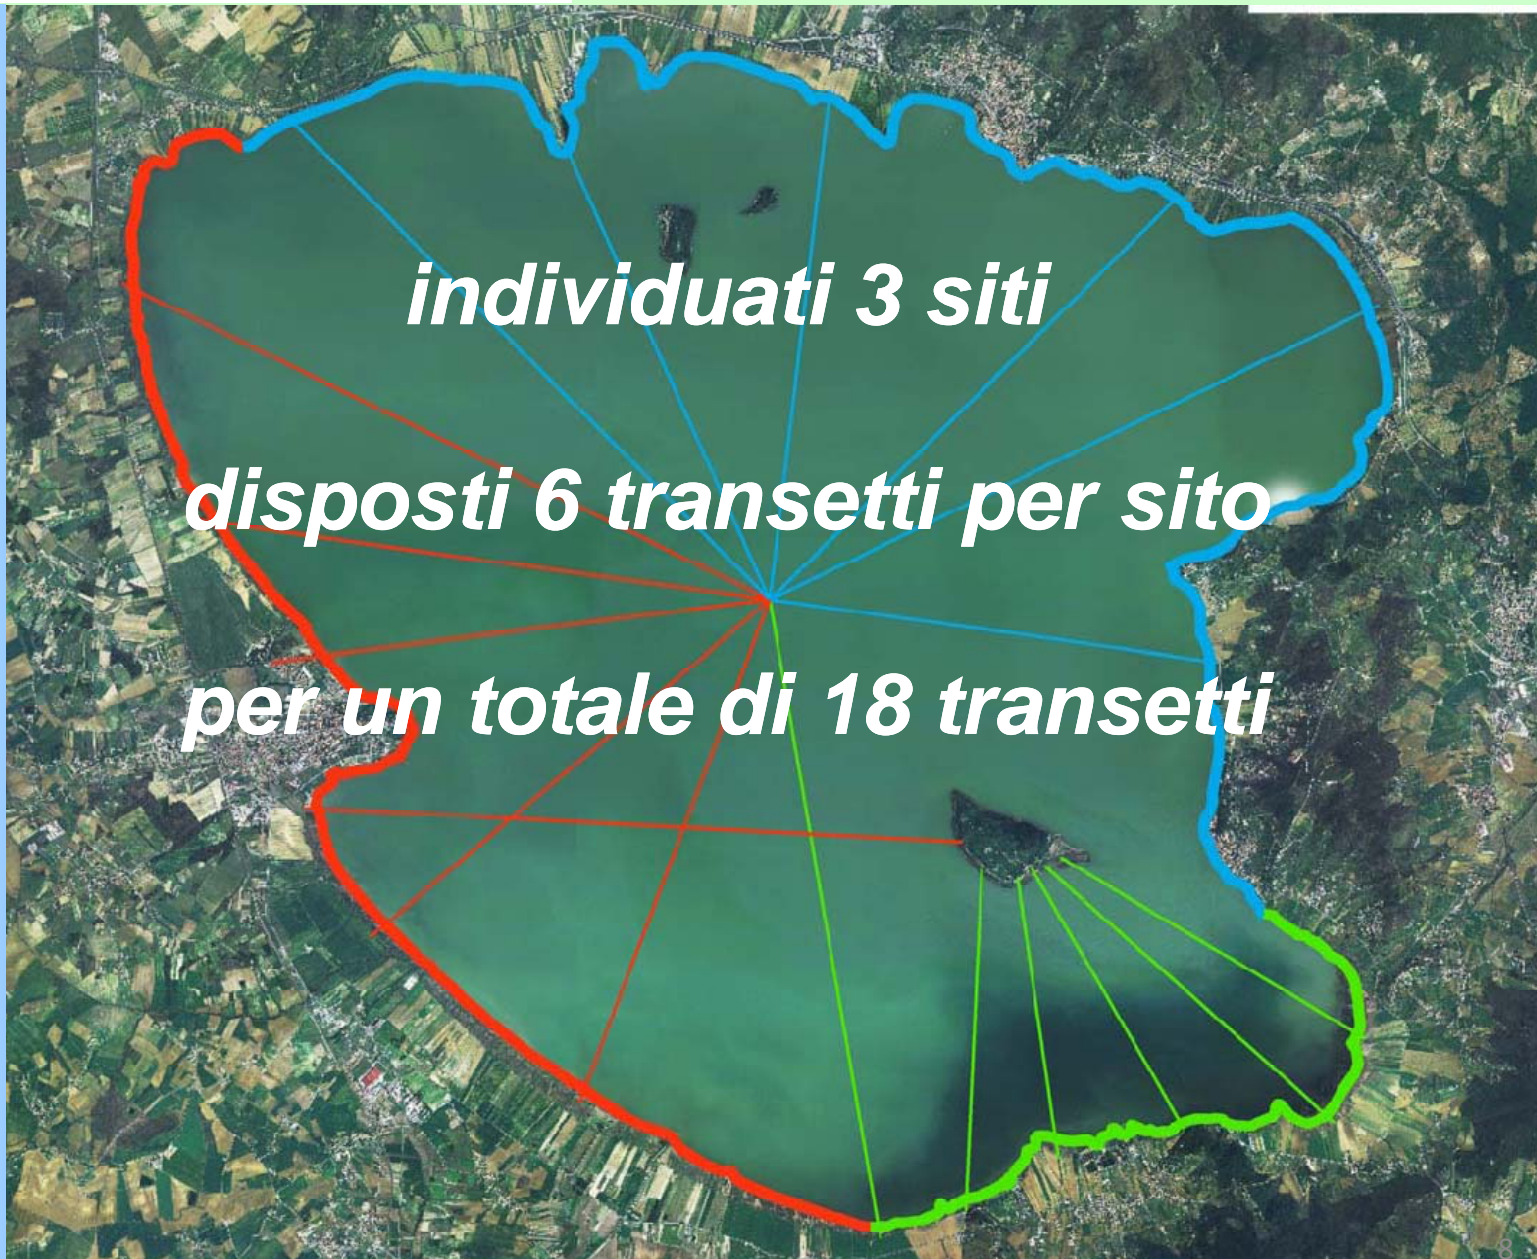 individuati 3 siti
disposti 6 transetti per sito
per un totale di 18 transetti